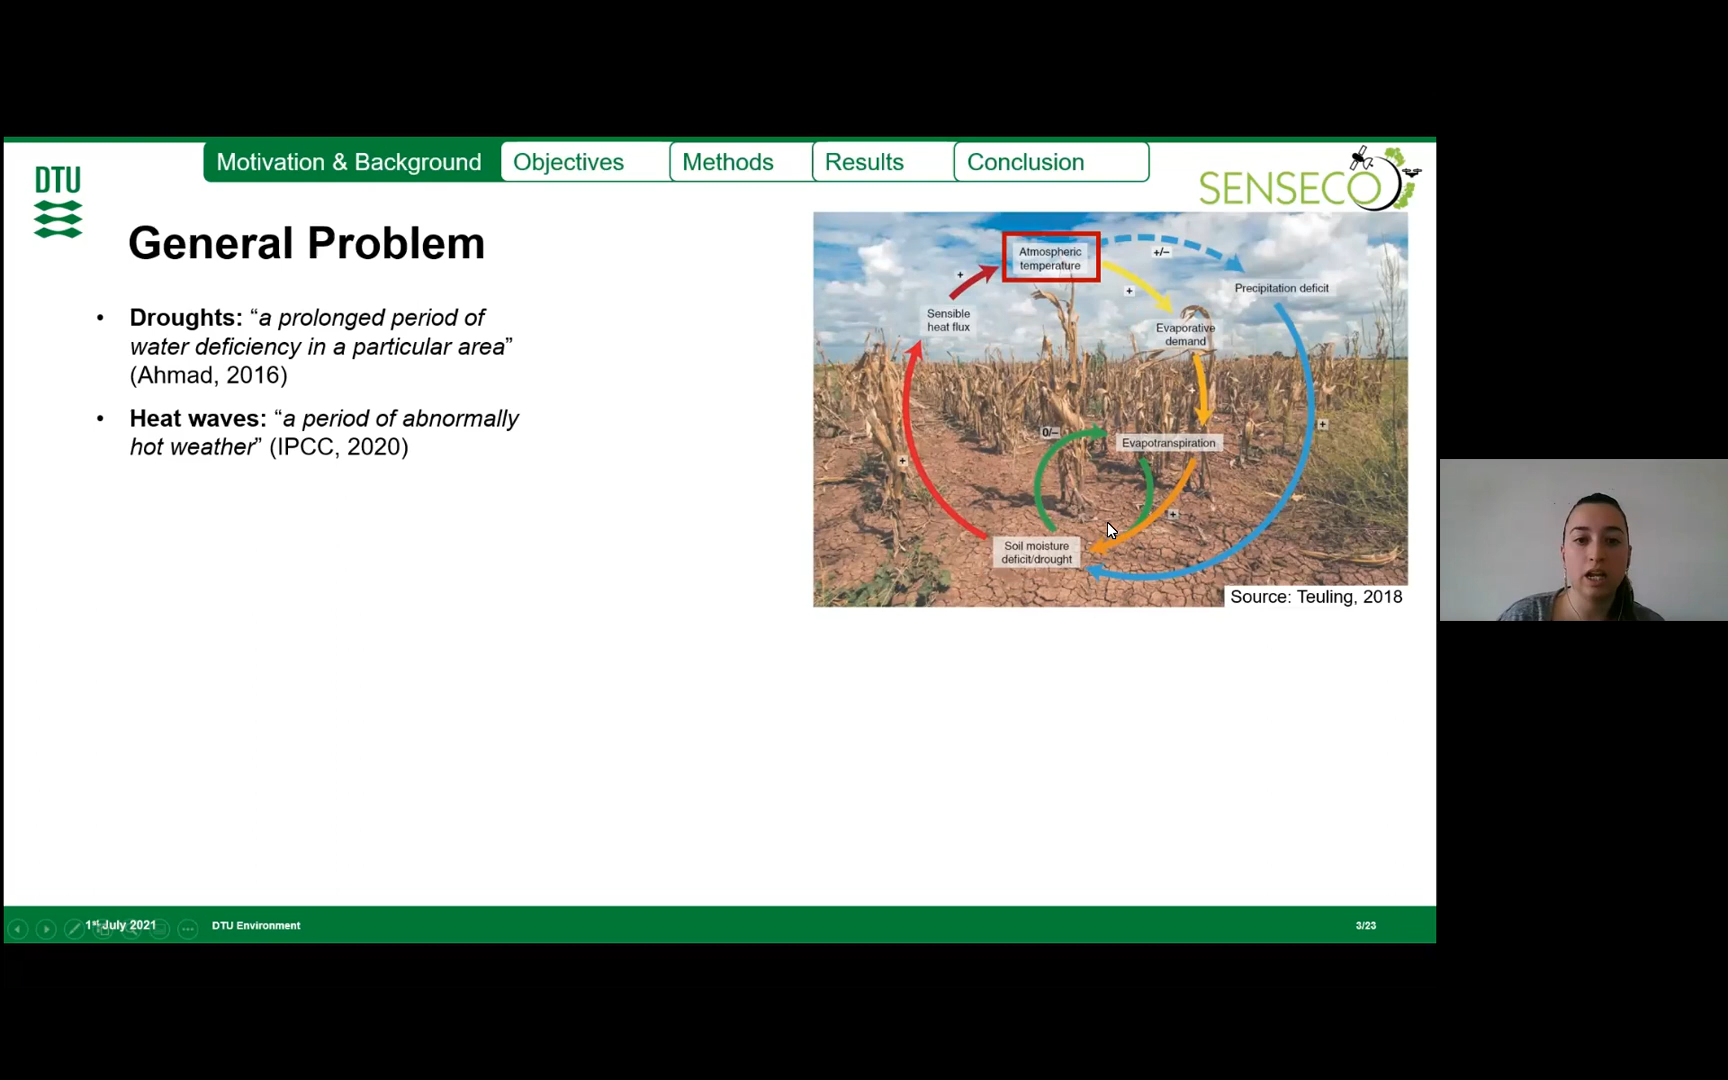 DTU
Motivation & Background
Objectives
Methods
Results
Conclusion
SENSECO
General Problem
• Droughts: “a prolonged period of
water deficiency in a particular area”
(Ahmad, 2016)
• Heat waves: “a period of abnormally
hot weather” (IPCC, 2020)
Atmospheric
temperature
+/–
+
+
Precipitation deficit
Sensible
heat flux
Evaporative
demand
+
0/–
+
Evapotranspiration
+
+
Soil moisture
deficit/drought
Source: Teuling, 2018
1st July 2021
DTU Environment
3/23